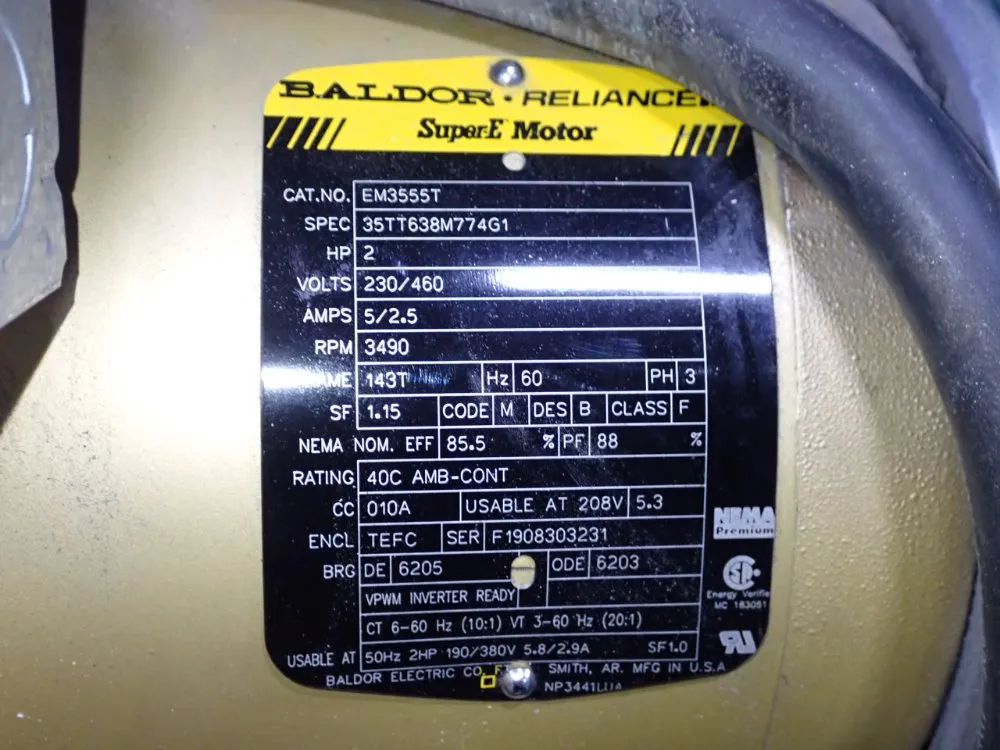 BALDOR • RELIANCE
Super-E Motor
CAT.NO. EM3555T
SPEC 35TT638M774G1
HP 2
VOLTS 230/460
AMPS 5/2.5
RPM 3490
AME 143T Hz 60 PH 3
SF 1.15 CODE M DES B CLASS F
NEMA NOM. EFF 85.5 % PF 88 %
RATING 40C AMB-CONT
CC 010A USABLE AT 208V 5.3
ENCL TEFC SER F1908303231
NEMA
Premium
BRG DE 6205 ODE 6203
VPWM INVERTER READY
Energy Verifie
MC 183051
CT 6-60 Hz (10:1) VT 3-60 Hz (20:1)
USABLE AT 50Hz 2HP 190/380V 5.8/2.9A SF1.0
BALDOR ELECTRIC CO. SMITH, AR. MFG IN U.S.A